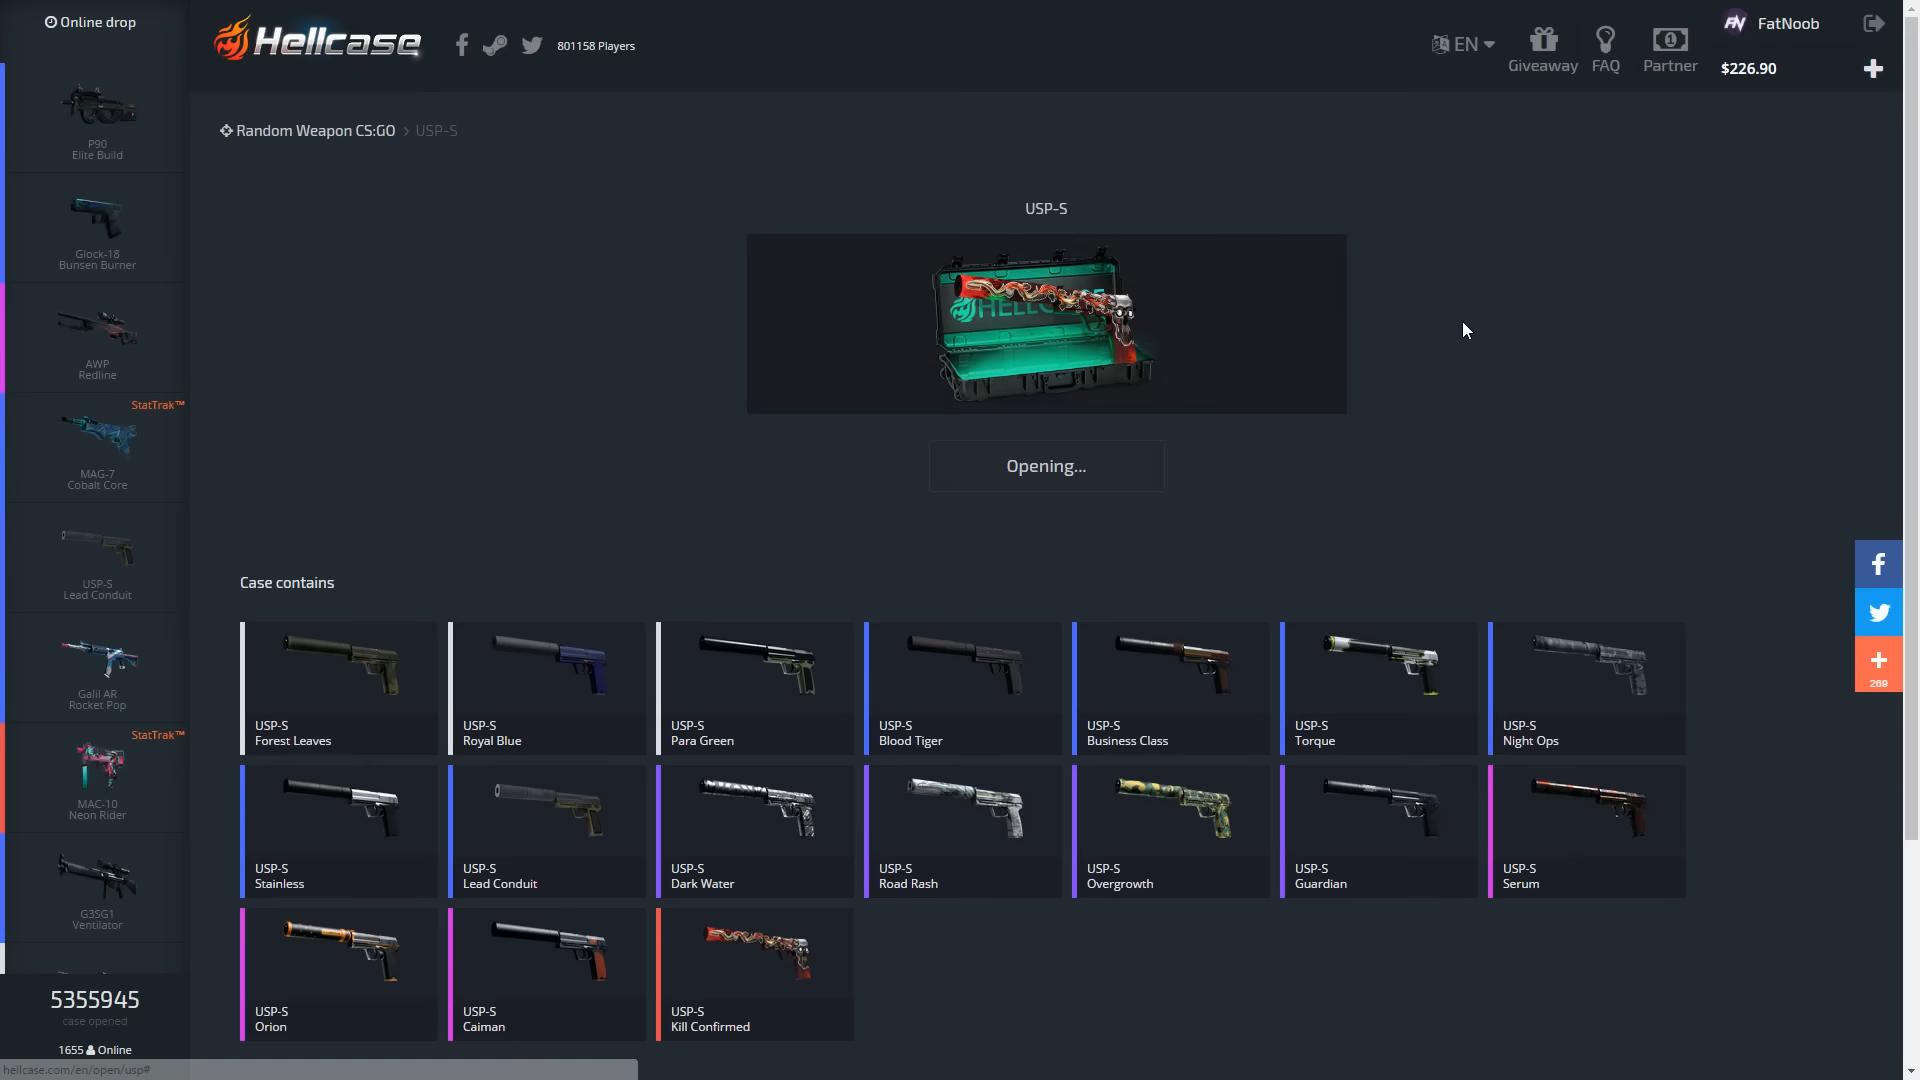 Online drop
P90
Elite Build
Glock-18
Bunsen Burner
AWP
Redline
StatTrak™
MAG-7
Cobalt Core
USP-S
Lead Conduit
Galil AR
Rocket Pop
StatTrak™
MAC-10
Neon Rider
G3SG1
Ventilator
5355945
case opened
1655 Online
hellcase.com/en/open/usp#
Hellcase
801158 Players
EN
Giveaway
FAQ
Partner
FatNoob
$226.90
Random Weapon CS:GO > USP-S
USP-S
HELLCASE
Opening...
269
Case contains
USP-S
Forest Leaves
USP-S
Royal Blue
USP-S
Para Green
USP-S
Blood Tiger
USP-S
Business Class
USP-S
Torque
USP-S
Night Ops
USP-S
Stainless
USP-S
Lead Conduit
USP-S
Dark Water
USP-S
Road Rash
USP-S
Overgrowth
USP-S
Guardian
USP-S
Serum
USP-S
Orion
USP-S
Caiman
USP-S
Kill Confirmed